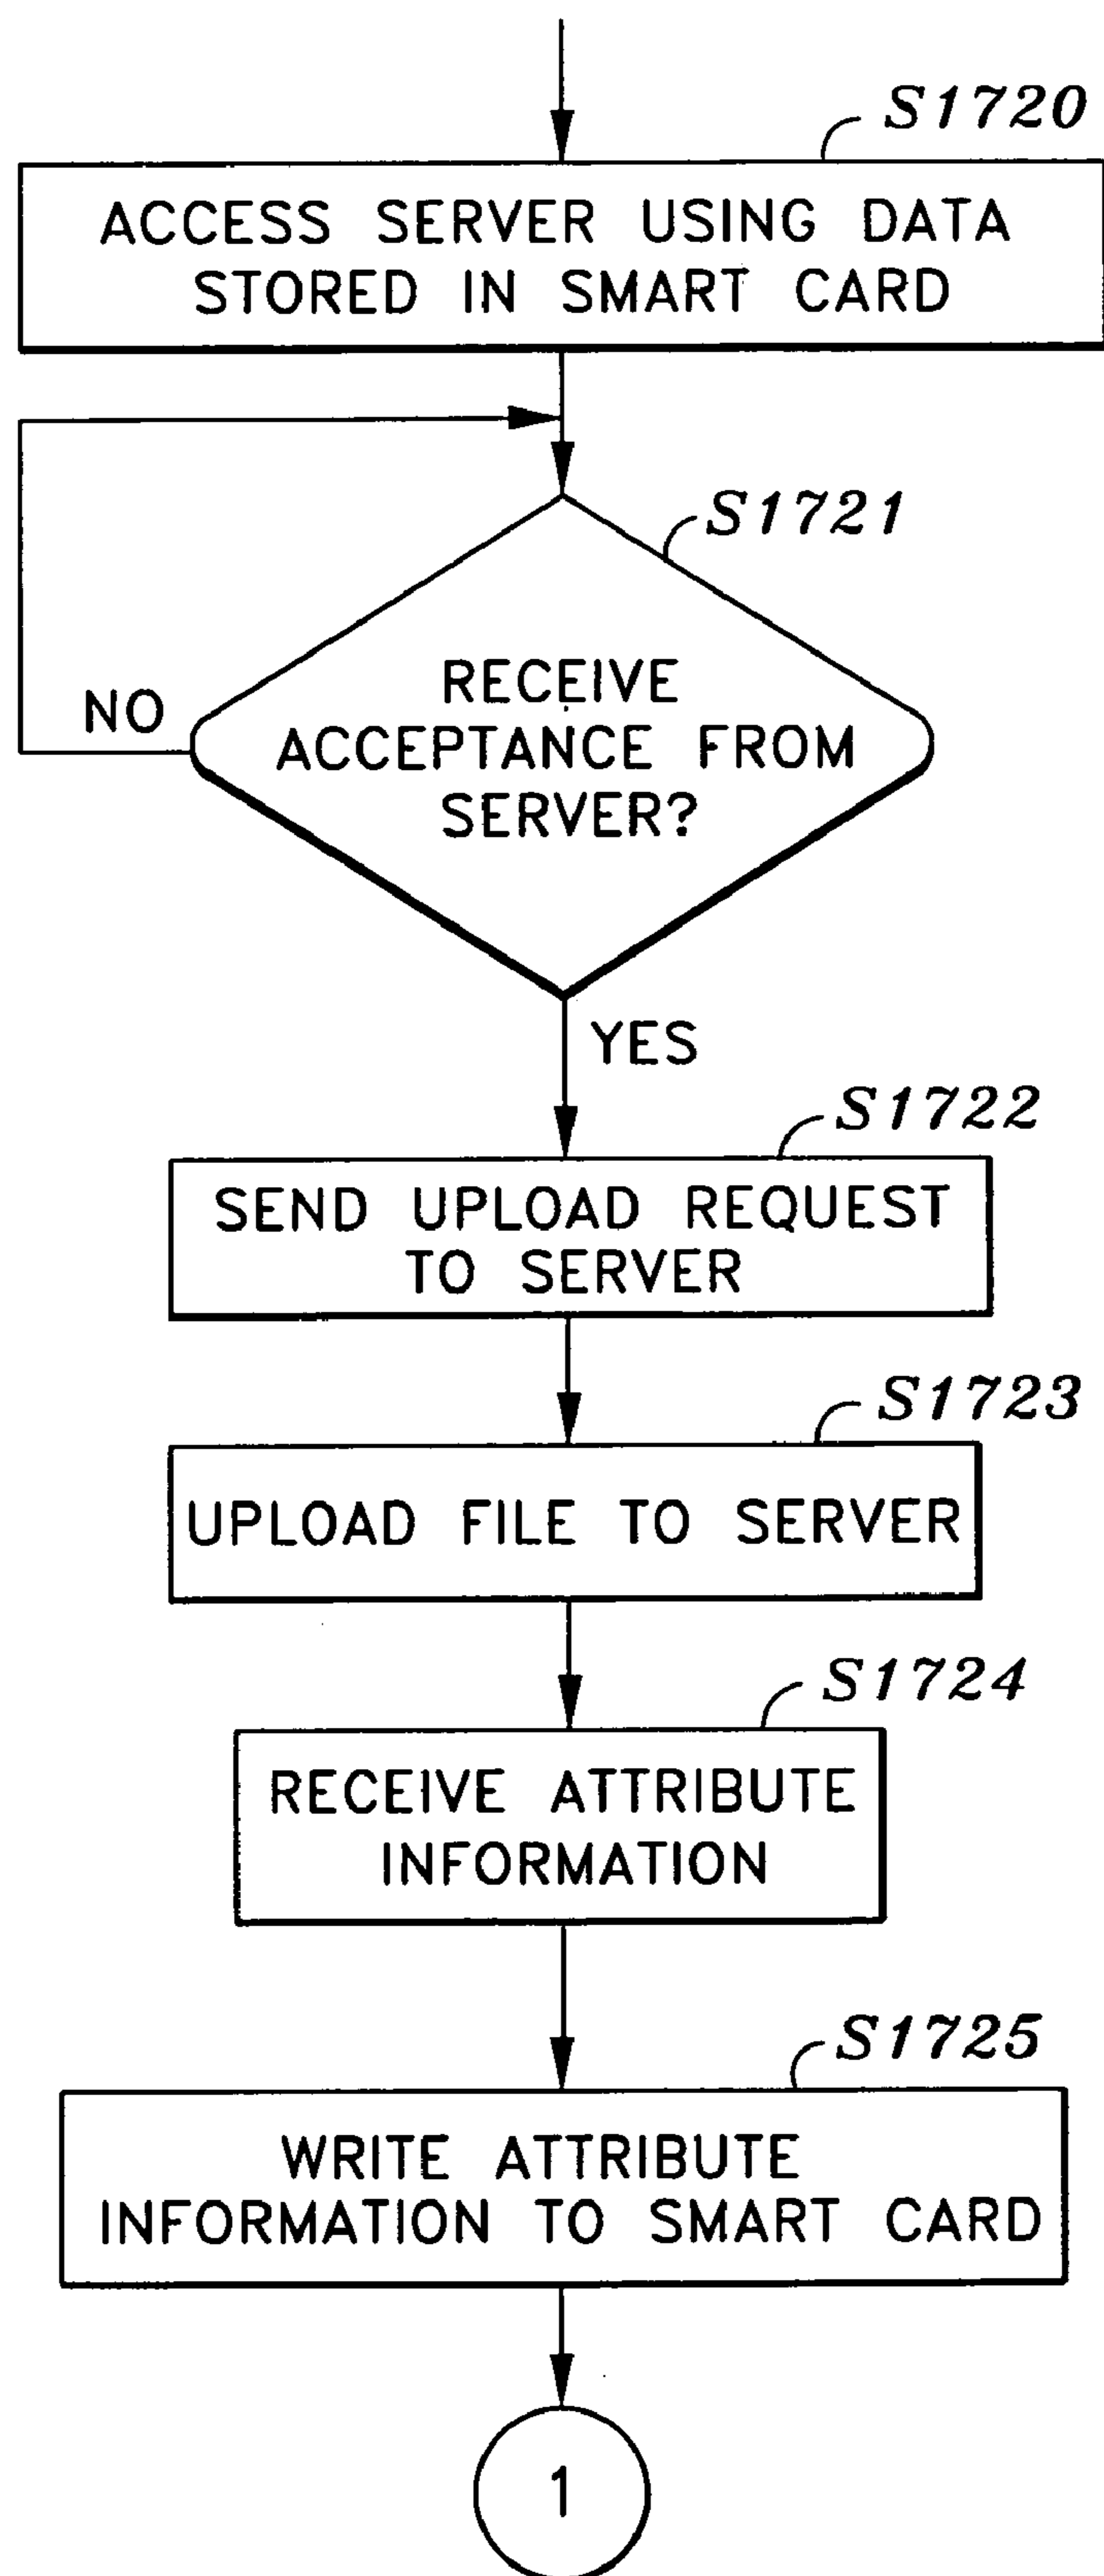 S1720
ACCESS SERVER USING DATA
STORED IN SMART CARD
S1721
RECEIVE
ACCEPTANCE FROM
SERVER?
NO
YES
S1722
SEND UPLOAD REQUEST
TO SERVER
S1723
UPLOAD FILE TO SERVER
S1724
RECEIVE ATTRIBUTE
INFORMATION
S1725
WRITE ATTRIBUTE
INFORMATION TO SMART CARD
1